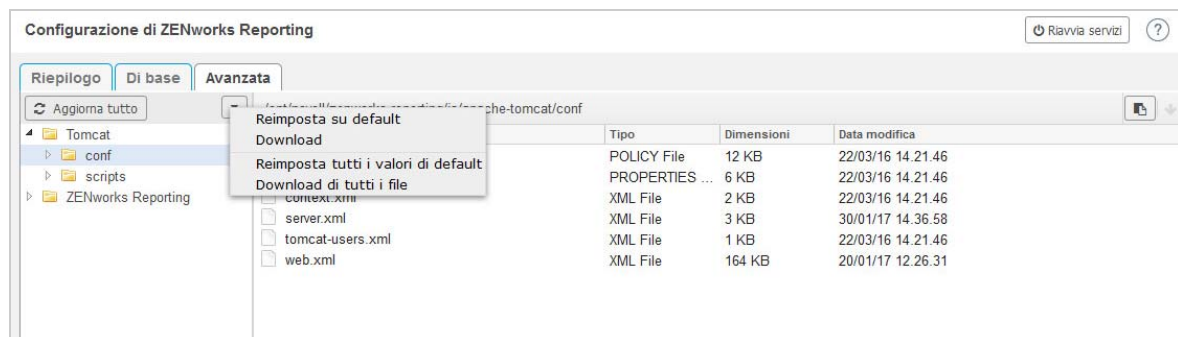 Configurazione di ZENworks Reporting
Riavvia servizi ?
Riepilogo Di base Avanzata
Aggiorna tutto
Reimposta su default
Download
Reimposta tutti i valori di default
Download di tutti i file
Tomcat
conf
scripts
ZENworks Reporting
Tipo Dimensioni Data modifica
POLICY File 12 KB 22/03/16 14.21.46
PROPERTIES ... 6 KB 22/03/16 14.21.46
context.xml XML File 2 KB 22/03/16 14.21.46
server.xml XML File 3 KB 30/01/17 14.36.58
tomcat-users.xml XML File 1 KB 22/03/16 14.21.46
web.xml XML File 164 KB 20/01/17 12.26.31